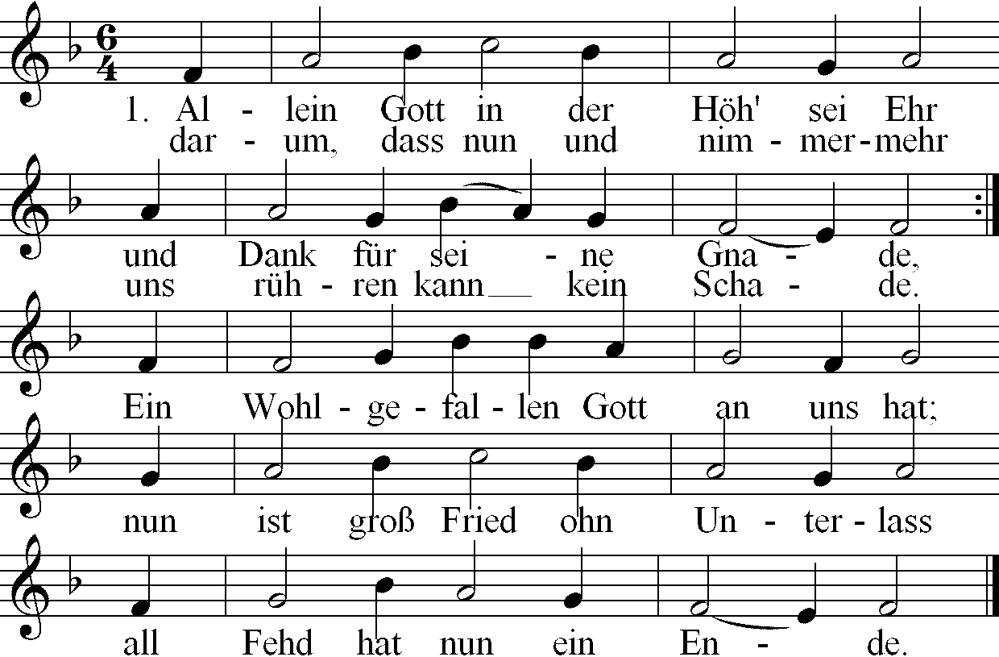 6
4
1. Al - lein Gott in der Höh' sei Ehr
dar - um, dass nun und nim - mer - mehr
und Dank für sei - ne Gna - de,
uns rüh - ren kann__ kein Scha - de.
Ein Wohl - ge - fal - len Gott an uns hat;
nun ist groß Fried ohn Un - ter - lass
all Fehd hat nun ein En - de.